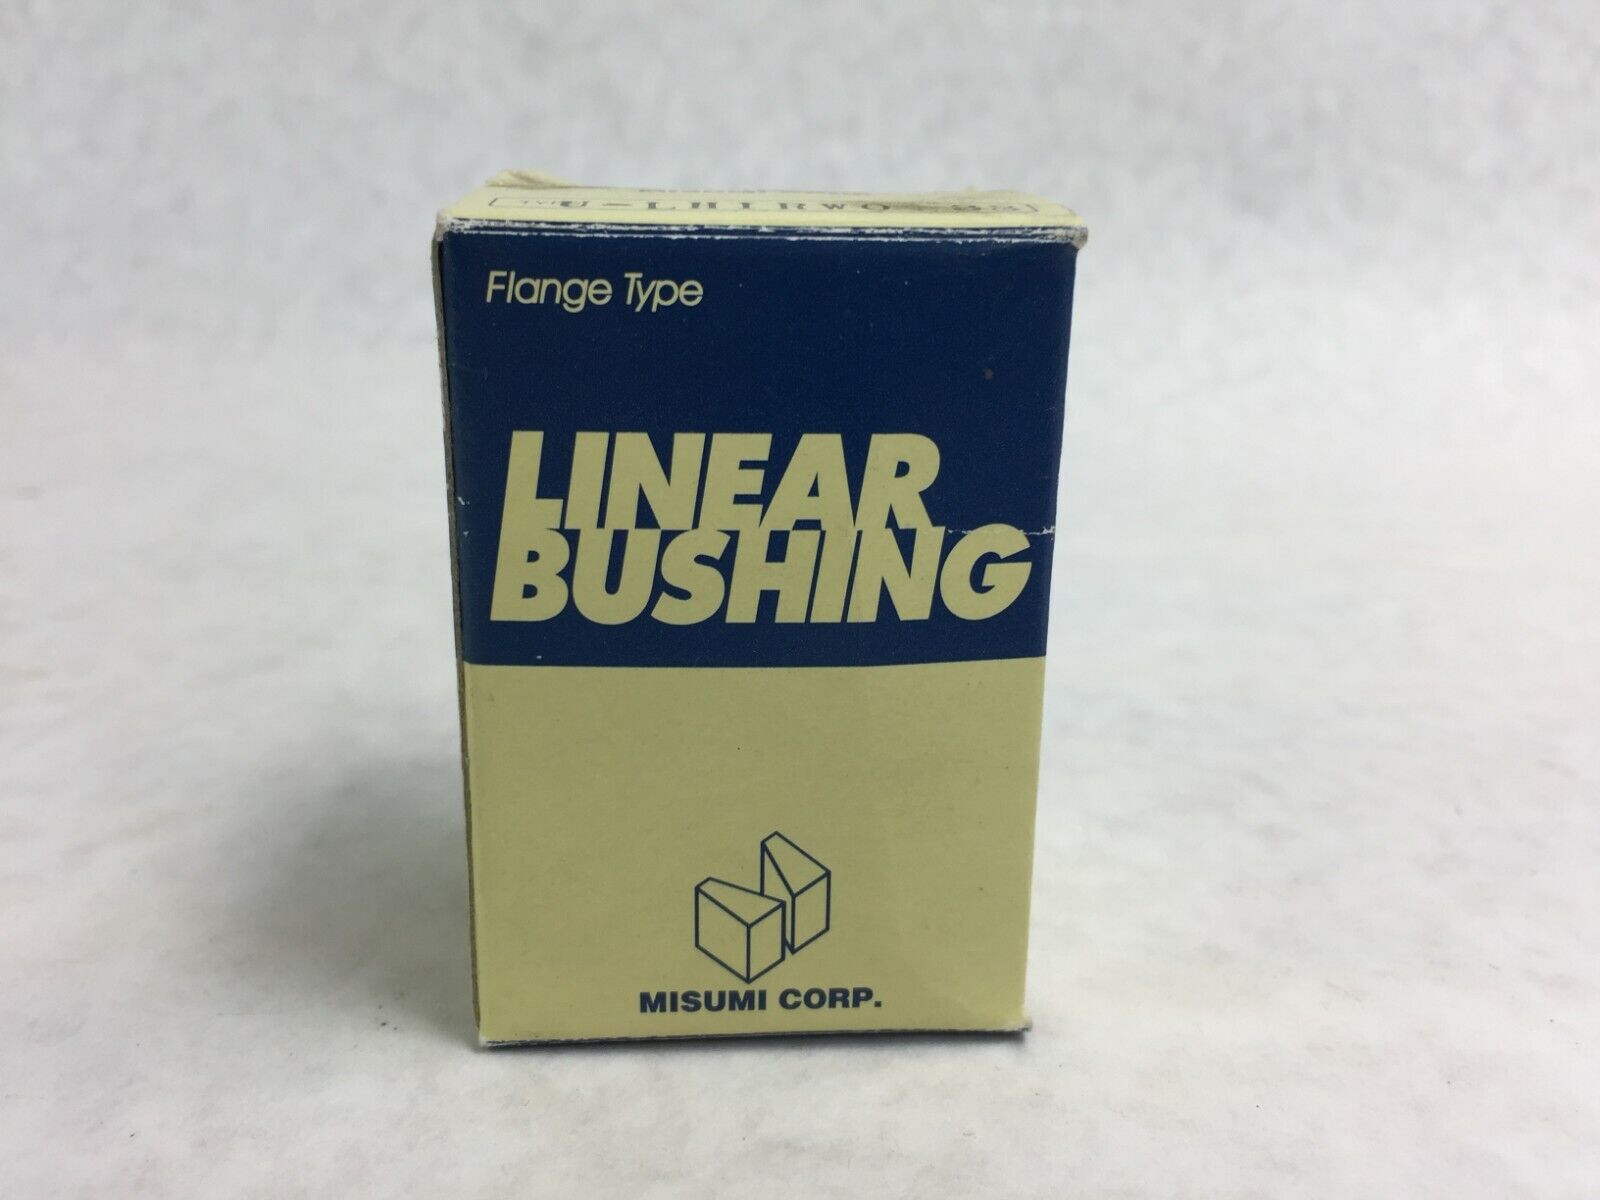 Flange Type
LINEAR
BUSHING
MISUMI CORP.